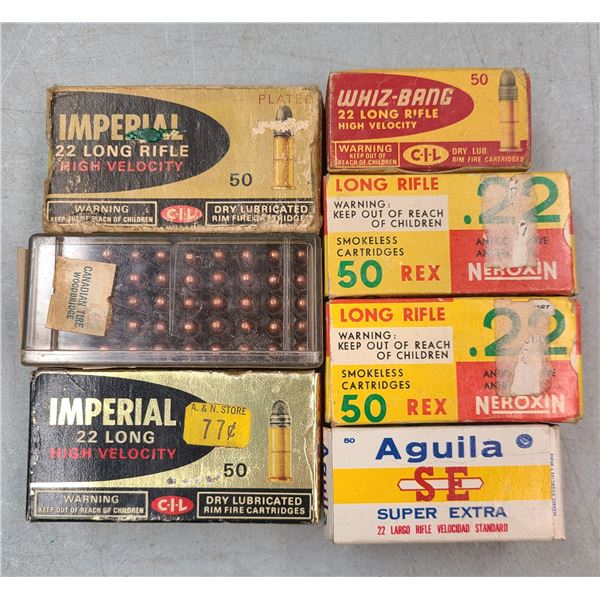 PLATED
IMPERIAL
22 LONG RIFLE
HIGH VELOCITY
50
WARNING
KEEP OUT OF REACH OF CHILDREN
C-I-L
DRY LUBRICATED
RIM FIRE CARTRIDGES
CANADIAN TIRE
WOODBRIDGE
IMPERIAL
22 LONG
HIGH VELOCITY
A. & N. STORE
77¢
50
WARNING
KEEP OUT OF REACH OF CHILDREN
C-I-L
DRY LUBRICATED
RIM FIRE CARTRIDGES
50
WHIZ-BANG
22 LONG RIFLE
HIGH VELOCITY
WARNING
KEEP OUT OF
REACH OF CHILDREN
C-I-L
DRY LUB.
RIM FIRE CARTRIDGES
LONG RIFLE
.22
WARNING:
KEEP OUT OF REACH
OF CHILDREN
SMOKELESS
CARTRIDGES
50 REX
NEROXIN
LONG RIFLE
.22
WARNING:
KEEP OUT OF REACH
OF CHILDREN
SMOKELESS
CARTRIDGES
50 REX
NEROXIN
50
Aguila
SE
SUPER EXTRA
22 LARGO RIFLE VELOCIDAD STANDARD